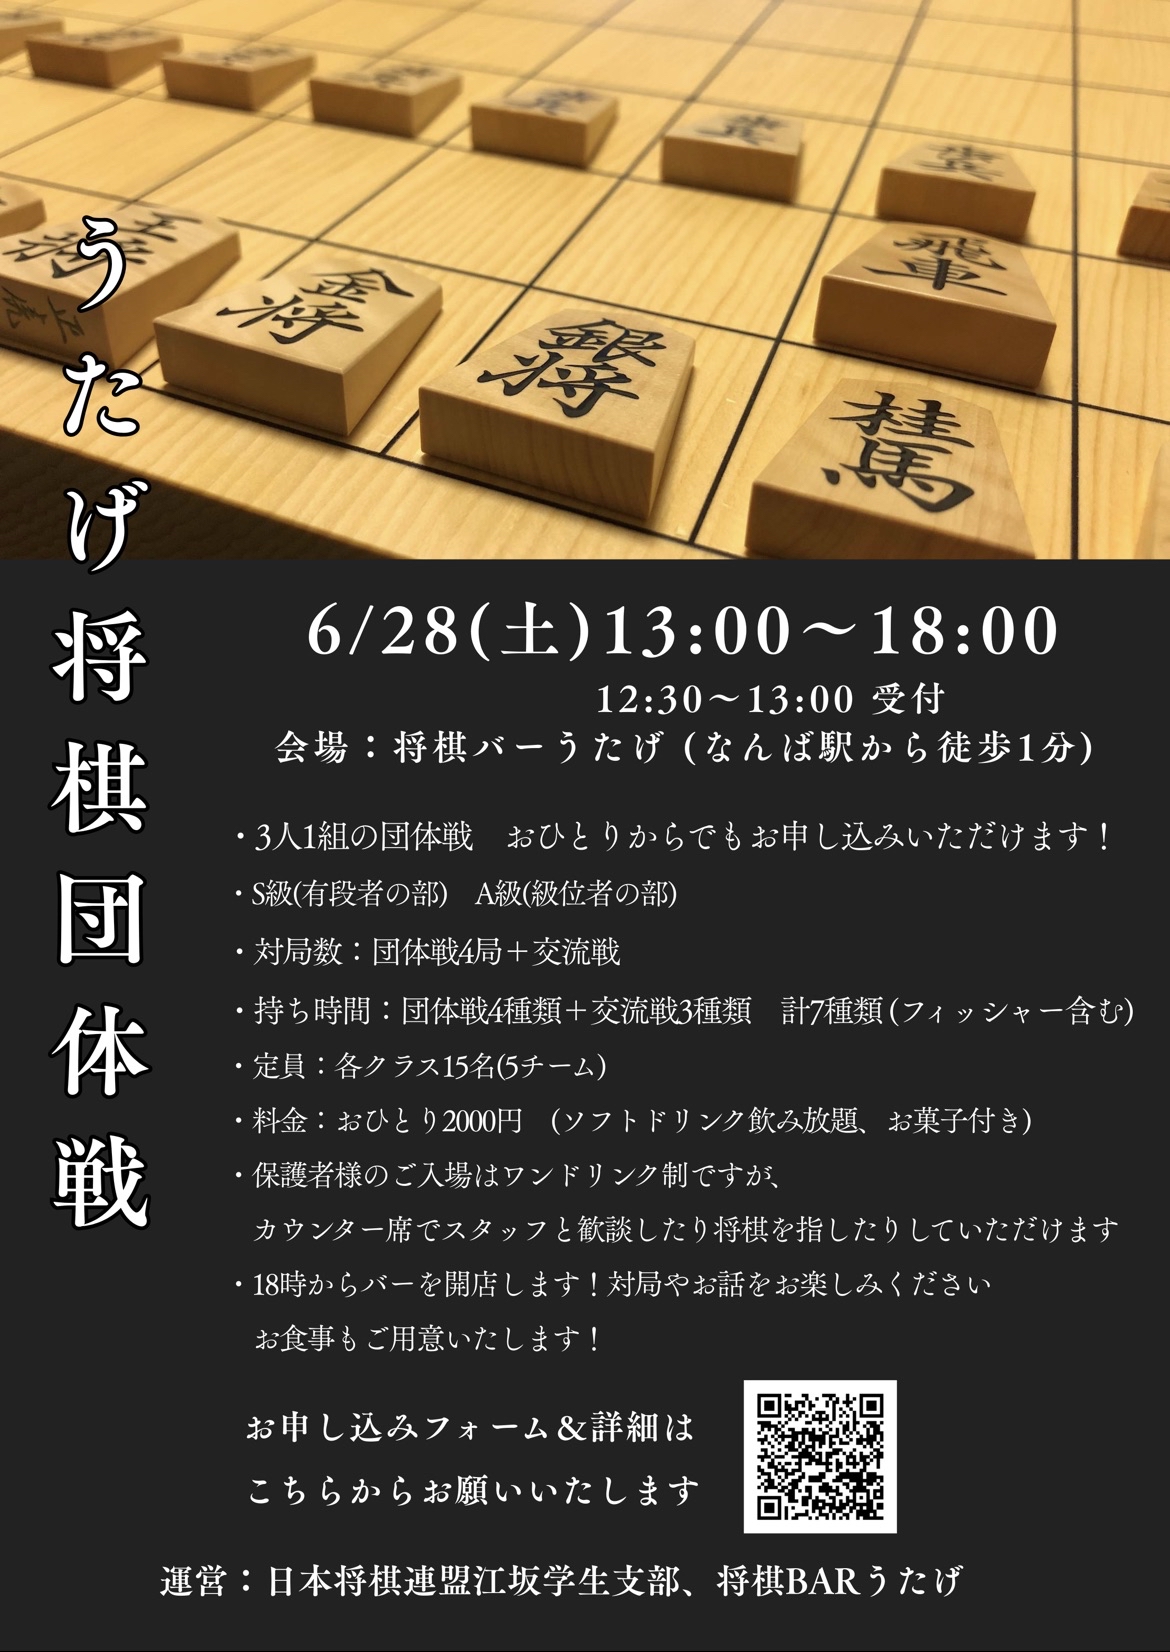 歩兵
歩兵
歩兵
飛車
王将
金将
銀将
桂馬
うたげ将棋団体戦
6/28(土)13:00〜18:00
12:30〜13:00 受付
会場：将棋バーうたげ (なんば駅から徒歩1分)
・3人1組の団体戦　おひとりからでもお申し込みいただけます！
・S級(有段者の部)　A級(級位者の部)
・対局数：団体戦4局＋交流戦
・持ち時間：団体戦4種類＋交流戦3種類　計7種類 (フィッシャー含む)
・定員：各クラス15名(5チーム)
・料金：おひとり2000円　(ソフトドリンク飲み放題、お菓子付き)
・保護者様のご入場はワンドリンク制ですが、
カウンター席でスタッフと歓談したり将棋を指したりしていただけます
・18時からバーを開店します！対局やお話をお楽しみください
お食事もご用意いたします！
お申し込みフォーム&詳細は
こちらからお願いいたします
運営：日本将棋連盟江坂学生支部、将棋BARうたげ